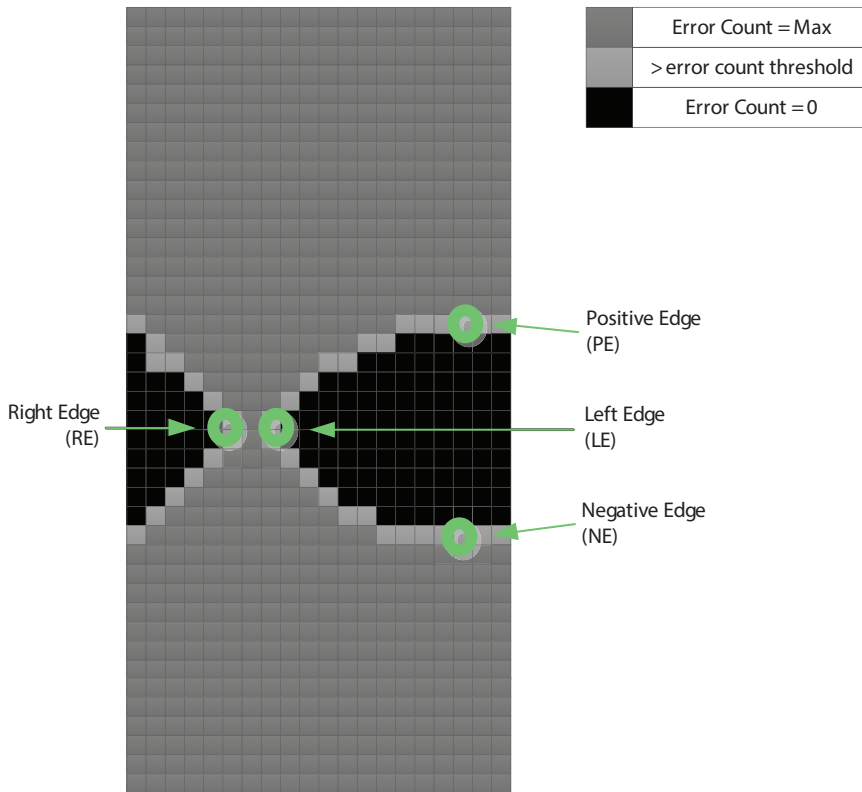 Error Count = Max
> error count threshold
Error Count = 0
Positive Edge
(PE)
Right Edge
(RE)
Left Edge
(LE)
Negative Edge
(NE)